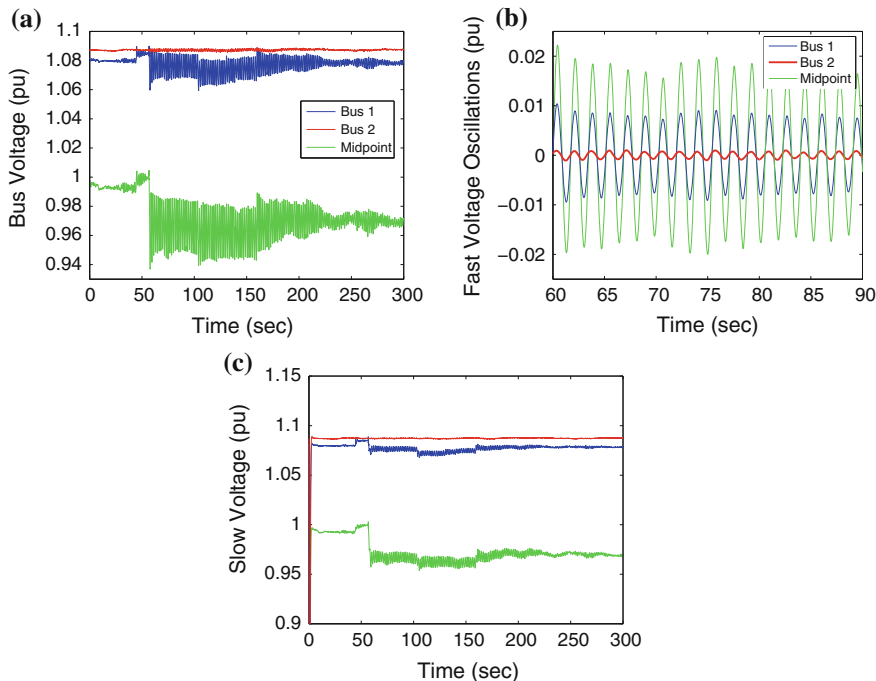 (a)
1.1
1.08
1.06
1.04
1.02
1
0.98
0.96
0.94
Bus Voltage (pu)
Bus 1
Bus 2
Midpoint
0 50 100 150 200 250 300
Time (sec)
(b)
0.02
0.01
0
−0.01
−0.02
Fast Voltage Oscillations (pu)
Bus 1
Bus 2
Midpoint
60 65 70 75 80 85 90
Time (sec)
(c)
1.15
1.1
1.05
1
0.95
0.9
Slow Voltage (pu)
0 50 100 150 200 250 300
Time (sec)